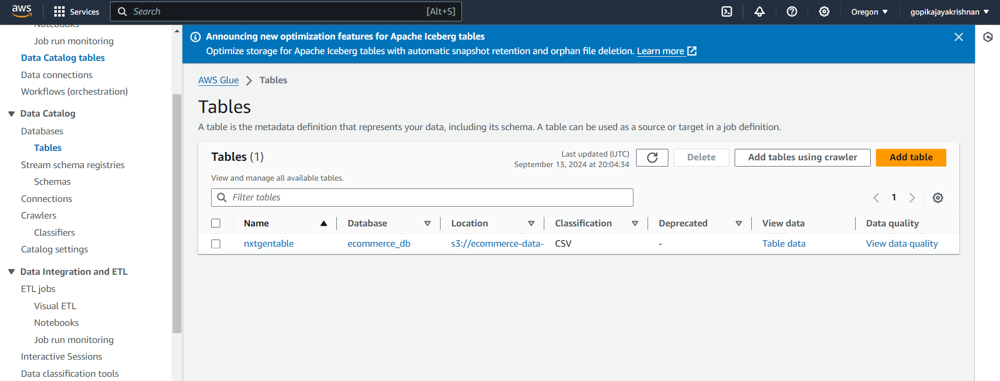 aws
Services
Search
[Alt+S]
Oregon
gopikajayakrishnan
Notebooks
Job run monitoring
Data Catalog tables
Data connections
Workflows (orchestration)
Data Catalog
Databases
Tables
Stream schema registries
Schemas
Connections
Crawlers
Classifiers
Catalog settings
Data Integration and ETL
ETL jobs
Visual ETL
Notebooks
Job run monitoring
Interactive Sessions
Data classification tools
Announcing new optimization features for Apache Iceberg tables
Optimize storage for Apache Iceberg tables with automatic snapshot retention and orphan file deletion. Learn more
AWS Glue > Tables
Tables
A table is the metadata definition that represents your data, including its schema. A table can be used as a source or target in a job definition.
Tables (1)
Last updated (UTC)
September 13, 2024 at 20:04:34
Delete
Add tables using crawler
Add table
View and manage all available tables.
Filter tables
1
Name Database Location Classification Deprecated View data Data quality
nxtgentable ecommerce_db s3://ecommerce-data- CSV - Table data View data quality